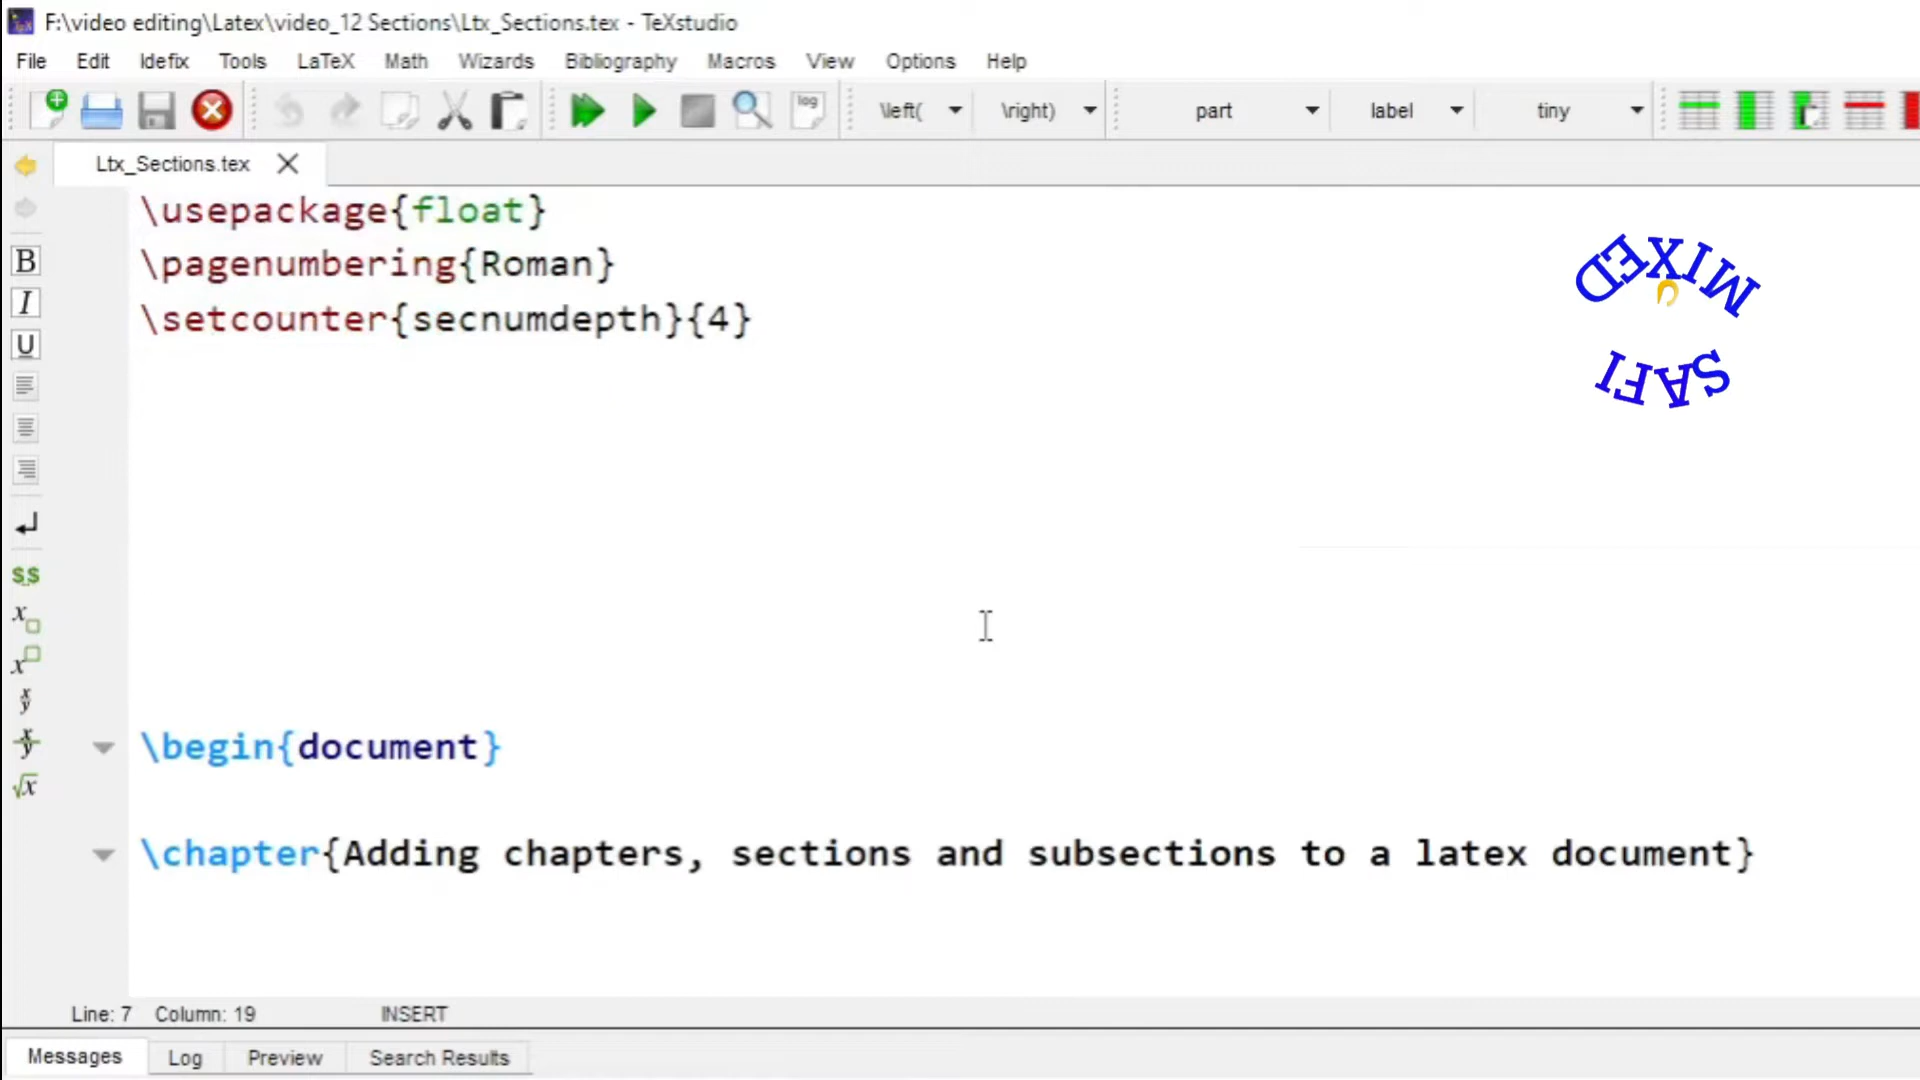 F:\video editing\Latex\video_12 Sections\Ltx_Sections.tex - TeXstudio
File Edit Idefix Tools LaTeX Math Wizards Bibliography Macros View Options Help
log \left( \right) part label tiny
Ltx_Sections.tex
\usepackage{float}
\pagenumbering{Roman}
\setcounter{secnumdepth}{4}
MIXED
SAFI
B
I
U
$$
x
x
x
y
x
y
√x
\begin{document}
\chapter{Adding chapters, sections and subsections to a latex document}
Line: 7 Column: 19 INSERT
Messages Log Preview Search Results